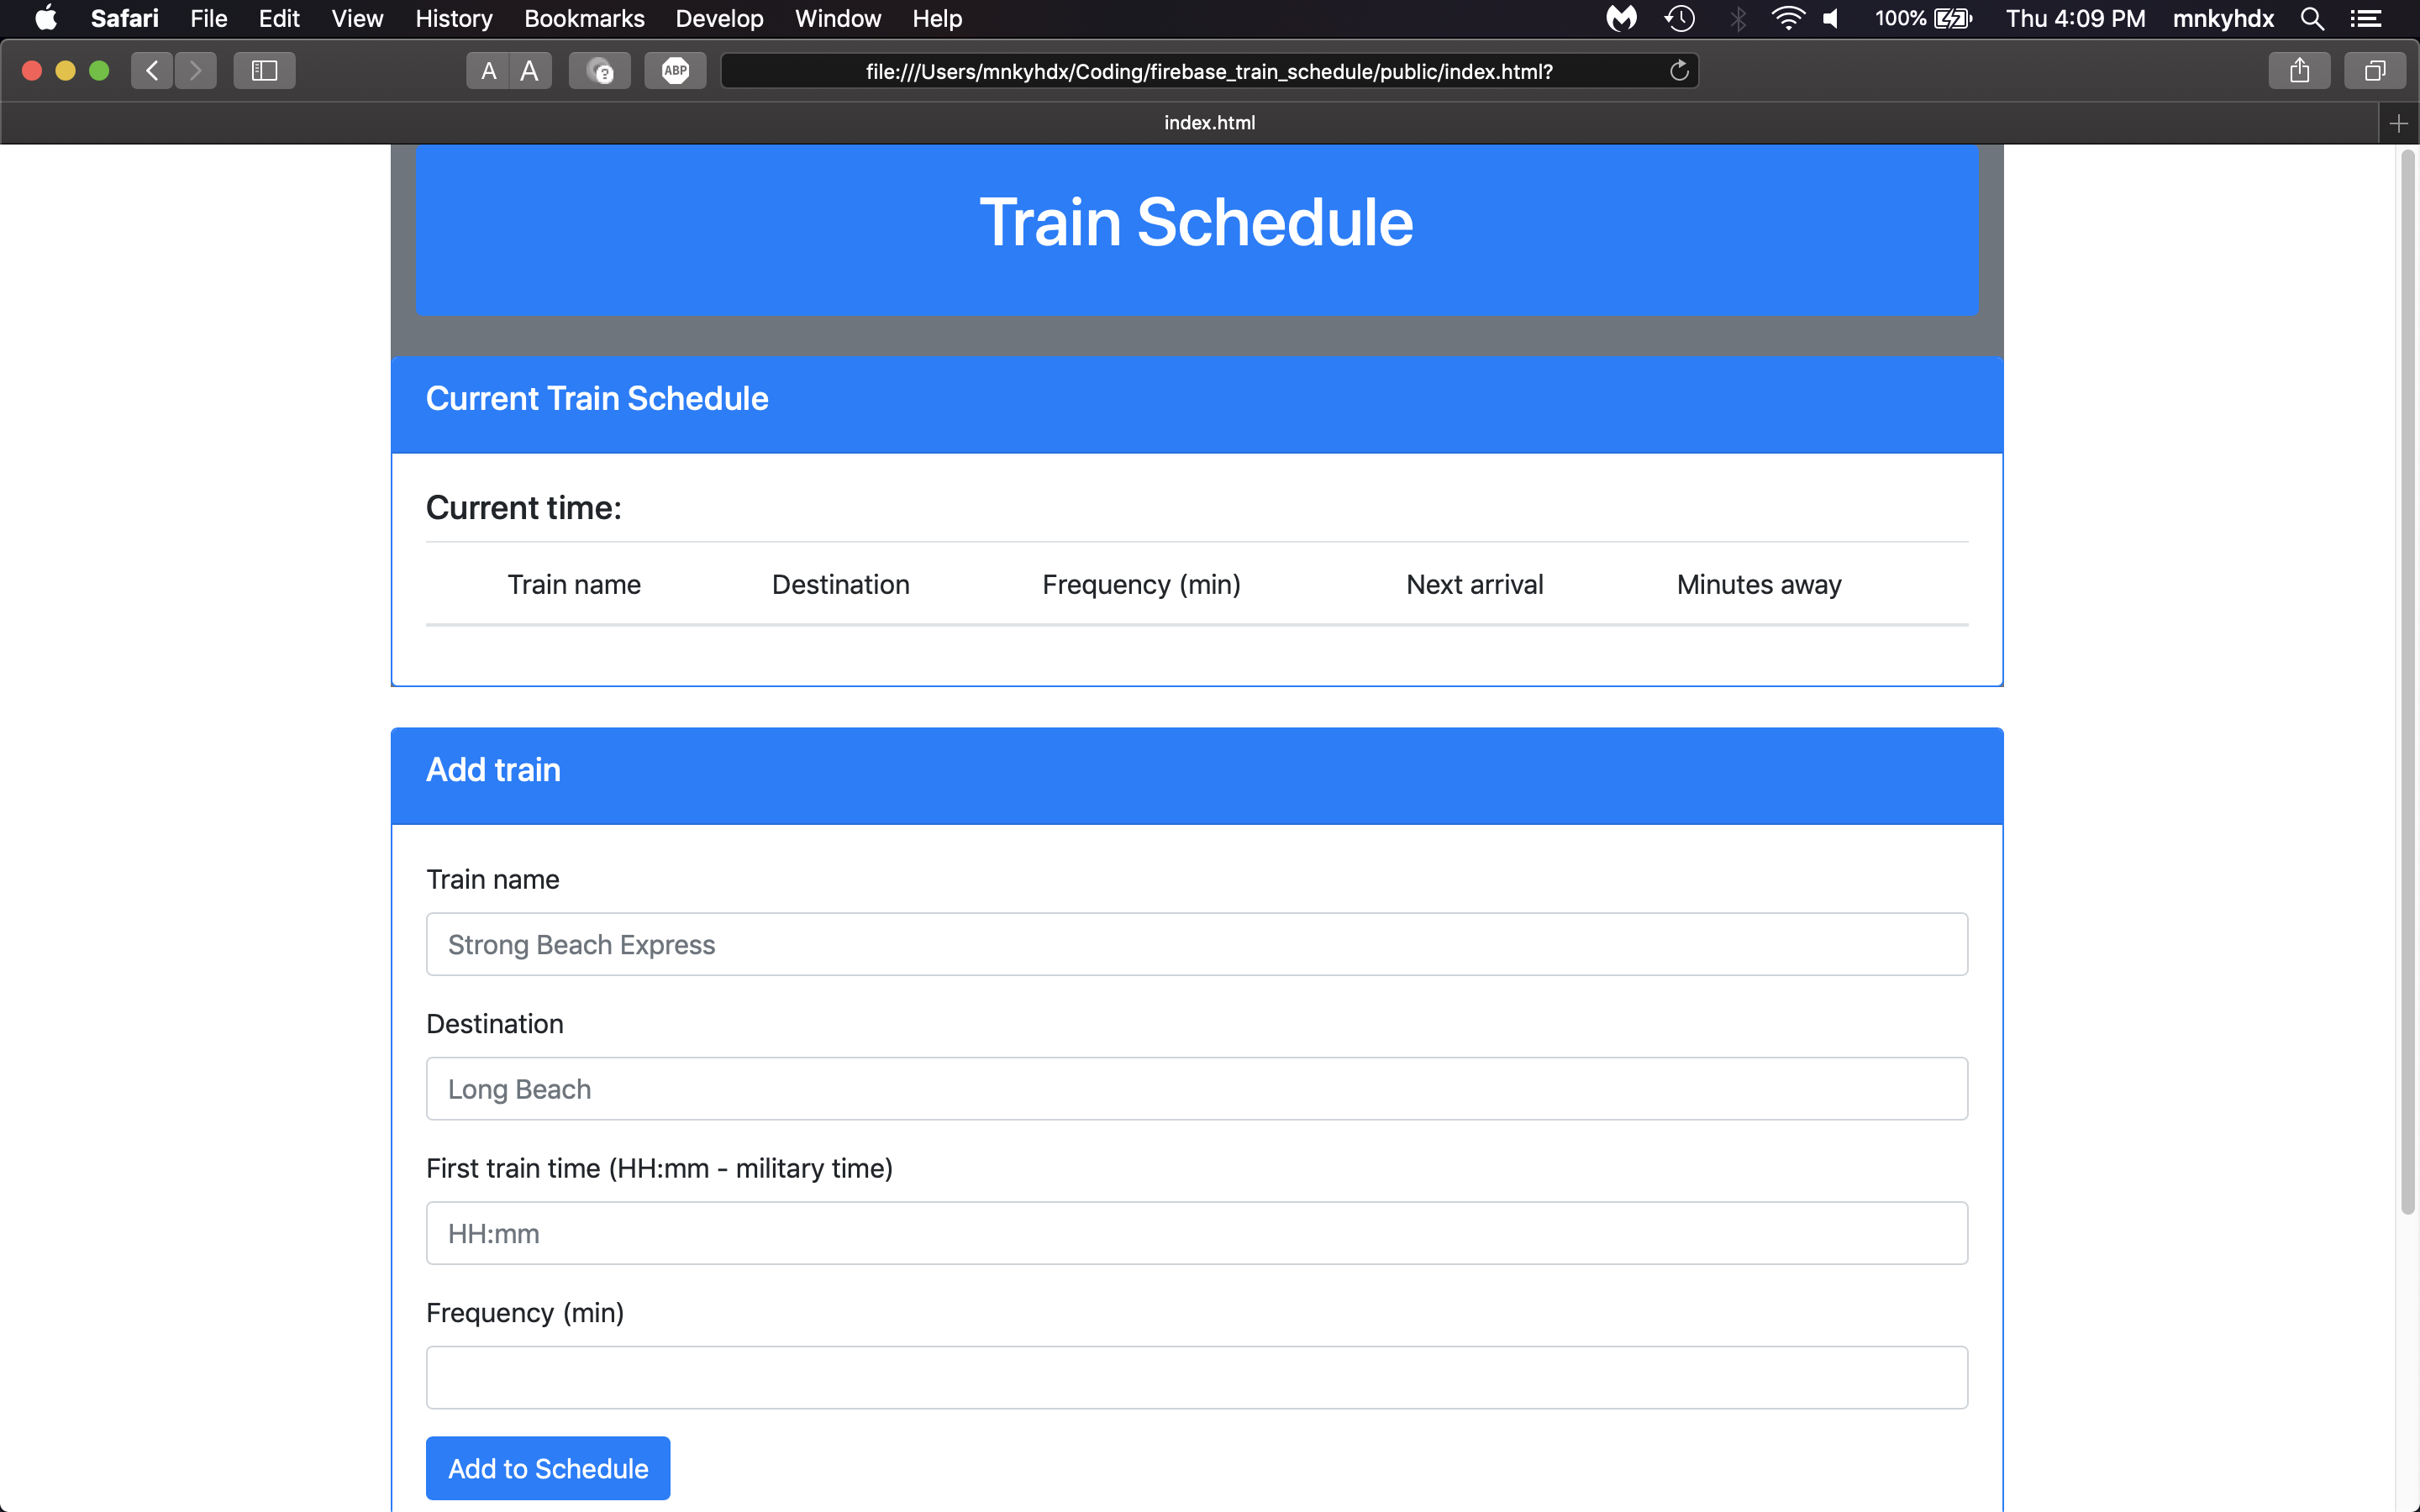 Safari File Edit View History Bookmarks Develop Window Help 100% Thu 4:09 PM mnkyhdx
A A ? ABP file:///Users/mnkyhdx/Coding/firebase_train_schedule/public/index.html?
index.html
Train Schedule
Current Train Schedule
Current time:
Train name Destination Frequency (min) Next arrival Minutes away
Add train
Train name
Strong Beach Express
Destination
Long Beach
First train time (HH:mm - military time)
HH:mm
Frequency (min)
Add to Schedule